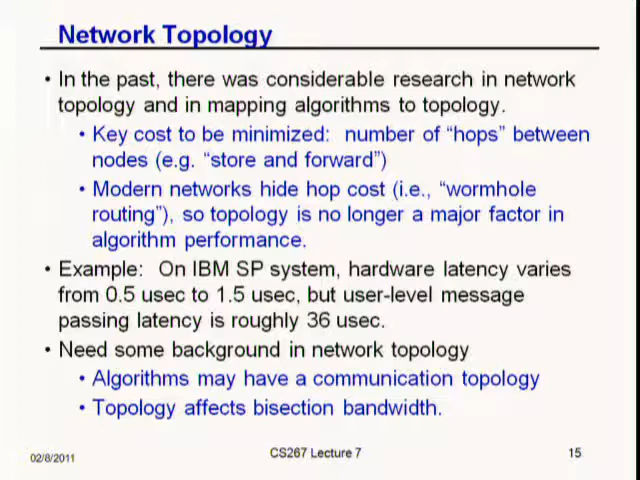 Network Topology
• In the past, there was considerable research in network
topology and in mapping algorithms to topology.
• Key cost to be minimized: number of “hops” between
nodes (e.g. “store and forward”)
• Modern networks hide hop cost (i.e., “wormhole
routing”), so topology is no longer a major factor in
algorithm performance.
• Example: On IBM SP system, hardware latency varies
from 0.5 usec to 1.5 usec, but user-level message
passing latency is roughly 36 usec.
• Need some background in network topology
• Algorithms may have a communication topology
• Topology affects bisection bandwidth.
02/8/2011
CS267 Lecture 7
15